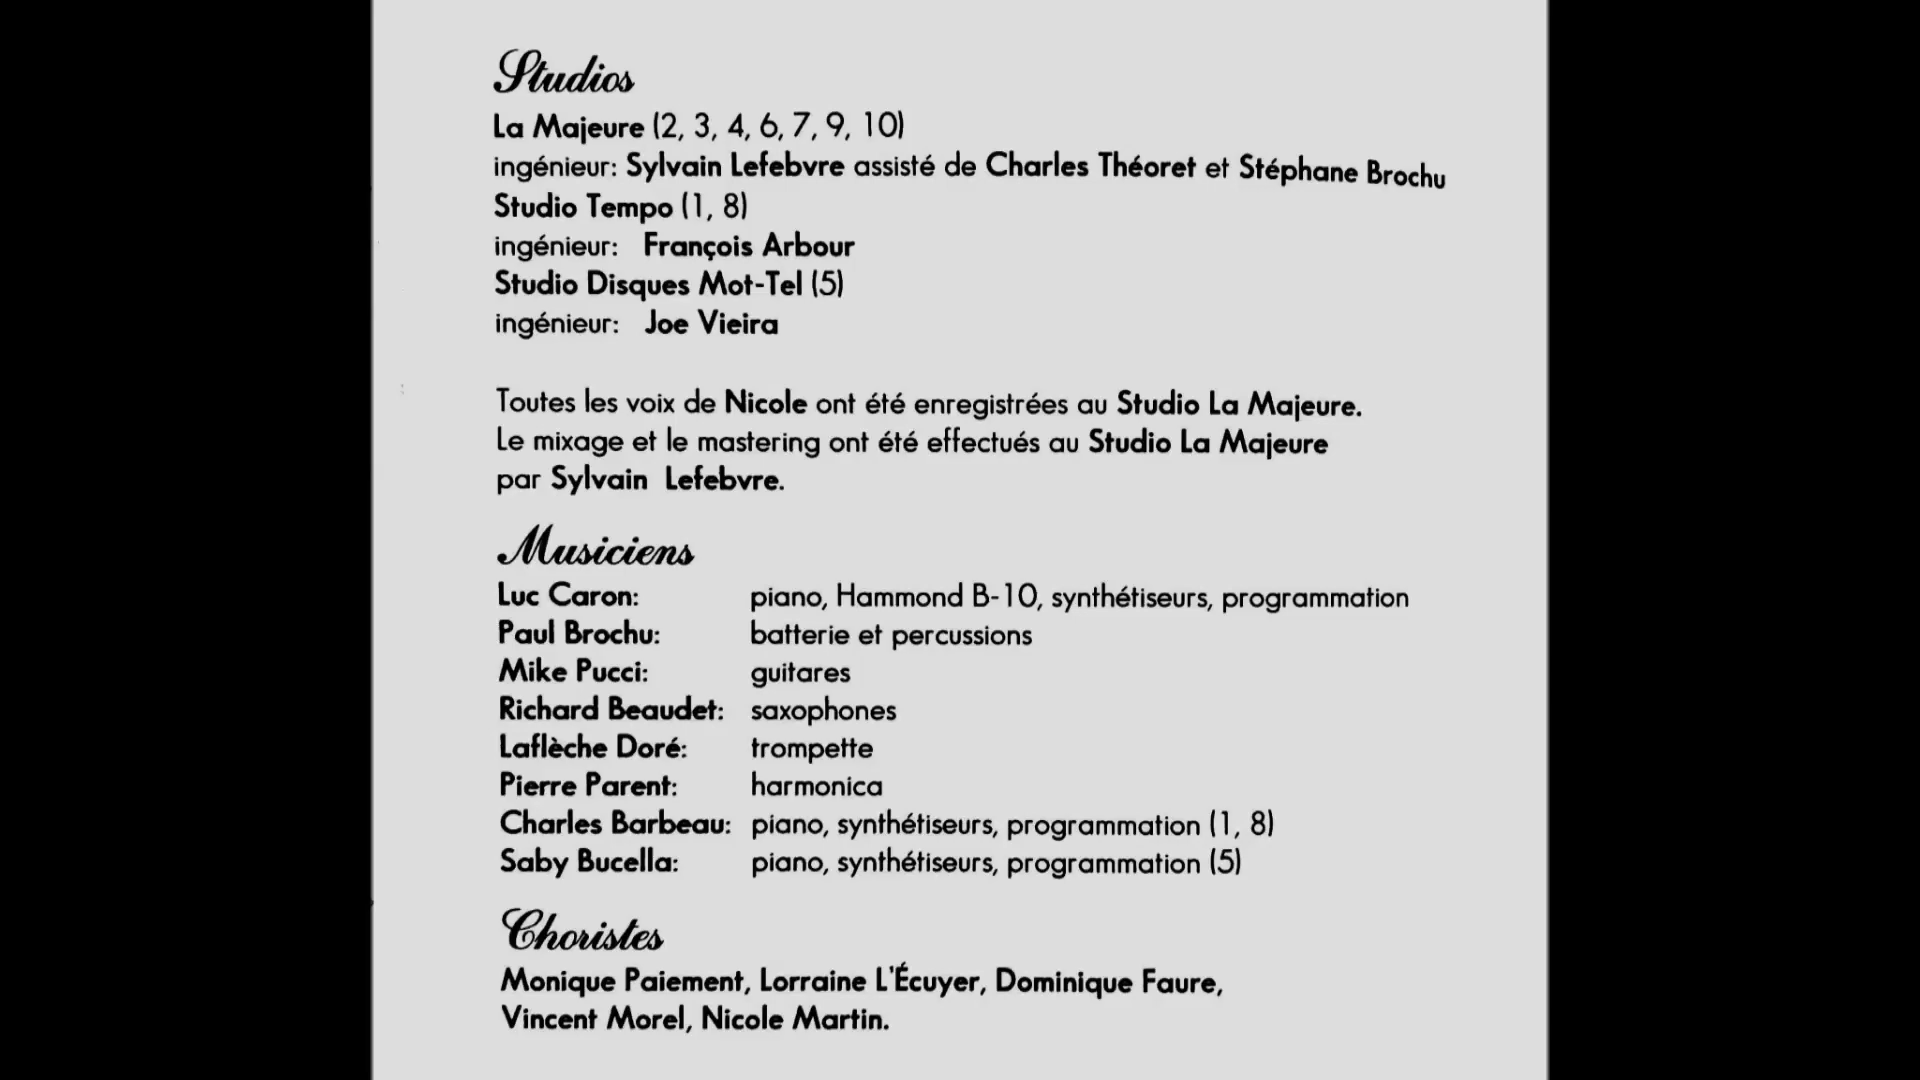 Studios
La Majeure (2, 3, 4, 6, 7, 9, 10)
ingénieur: Sylvain Lefebvre assisté de Charles Théoret et Stéphane Brochu
Studio Tempo (1, 8)
ingénieur: François Arbour
Studio Disques Mot-Tel (5)
ingénieur: Joe Vieira
Toutes les voix de Nicole ont été enregistrées au Studio La Majeure.
Le mixage et le mastering ont été effectués au Studio La Majeure
par Sylvain Lefebvre.
Musiciens
Luc Caron: piano, Hammond B-10, synthétiseurs, programmation
Paul Brochu: batterie et percussions
Mike Pucci: guitares
Richard Beaudet: saxophones
Laflèche Doré: trompette
Pierre Parent: harmonica
Charles Barbeau: piano, synthétiseurs, programmation (1, 8)
Saby Bucella: piano, synthétiseurs, programmation (5)
Choristes
Monique Paiement, Lorraine L'Écuyer, Dominique Faure,
Vincent Morel, Nicole Martin.